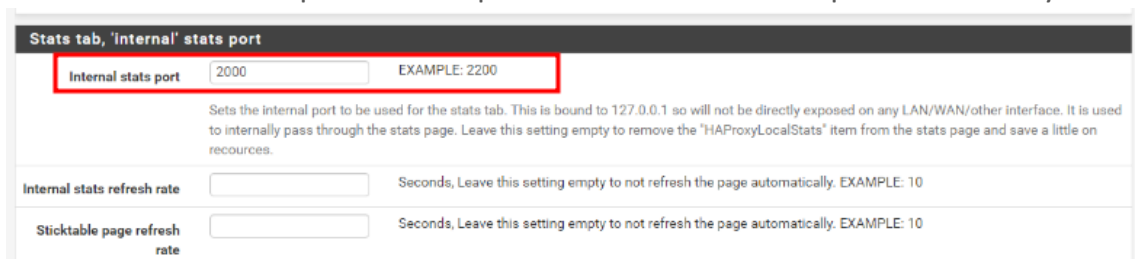 Stats tab, 'internal' stats port
Internal stats port 2000 EXAMPLE: 2200
Sets the internal port to be used for the stats tab. This is bound to 127.0.0.1 so will not be directly exposed on any LAN/WAN/other interface. It is used
to internally pass through the stats page. Leave this setting empty to remove the "HAProxyLocalStats" item from the stats page and save a little on
recources.
Internal stats refresh rate Seconds, Leave this setting empty to not refresh the page automatically. EXAMPLE: 10
Sticktable page refresh Seconds, Leave this setting empty to not refresh the page automatically. EXAMPLE: 10
rate